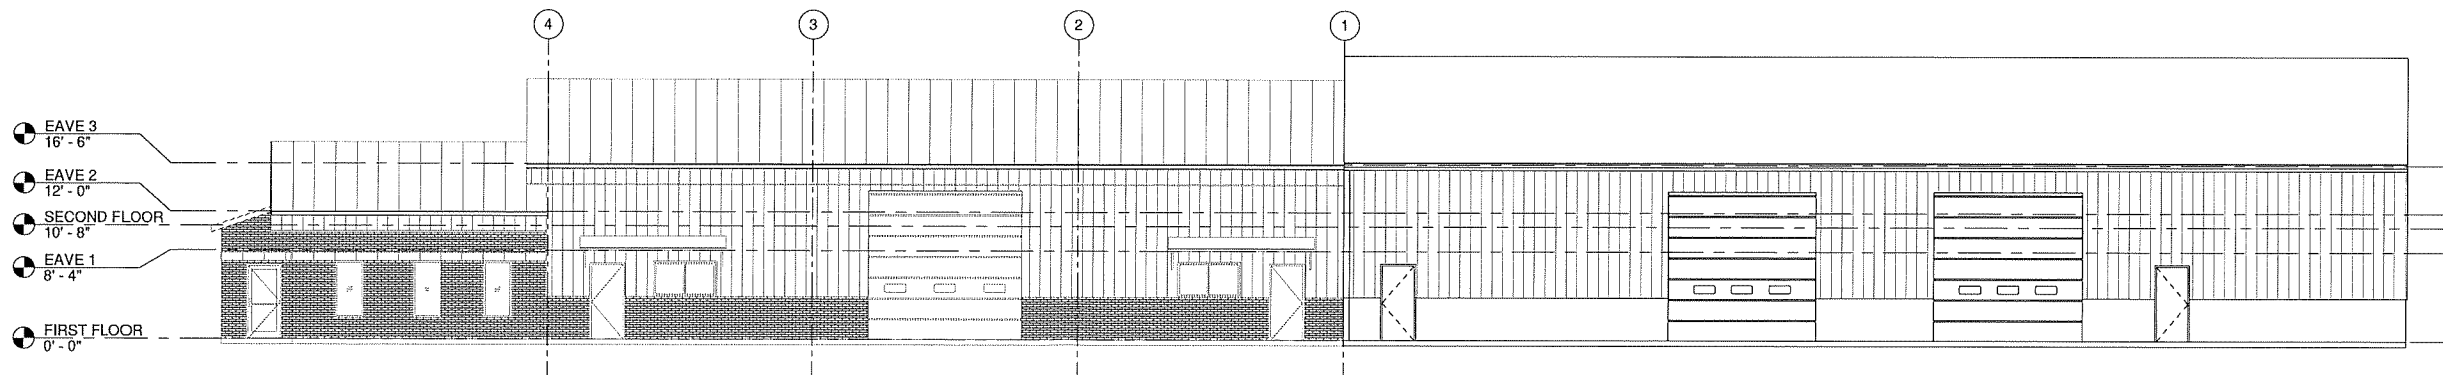 4
3
2
1
EAVE 3
16' - 6"
EAVE 2
12' - 0"
SECOND FLOOR
10' - 8"
EAVE 1
8' - 4"
FIRST FLOOR
0' - 0"